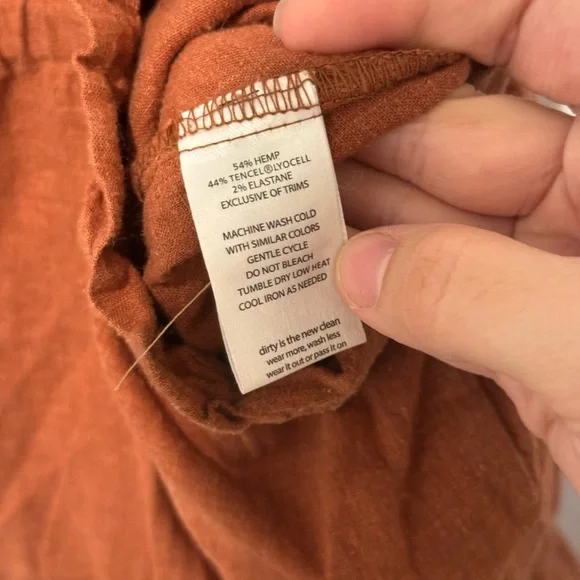 54% HEMP
44% TENCEL®LYOCELL
2% ELASTANE
EXCLUSIVE OF TRIMS
MACHINE WASH COLD
WITH SIMILAR COLORS
GENTLE CYCLE
DO NOT BLEACH
TUMBLE DRY LOW HEAT
COOL IRON AS NEEDED
dirty is the new clean
wear more, wash less
wear it out or pass it on